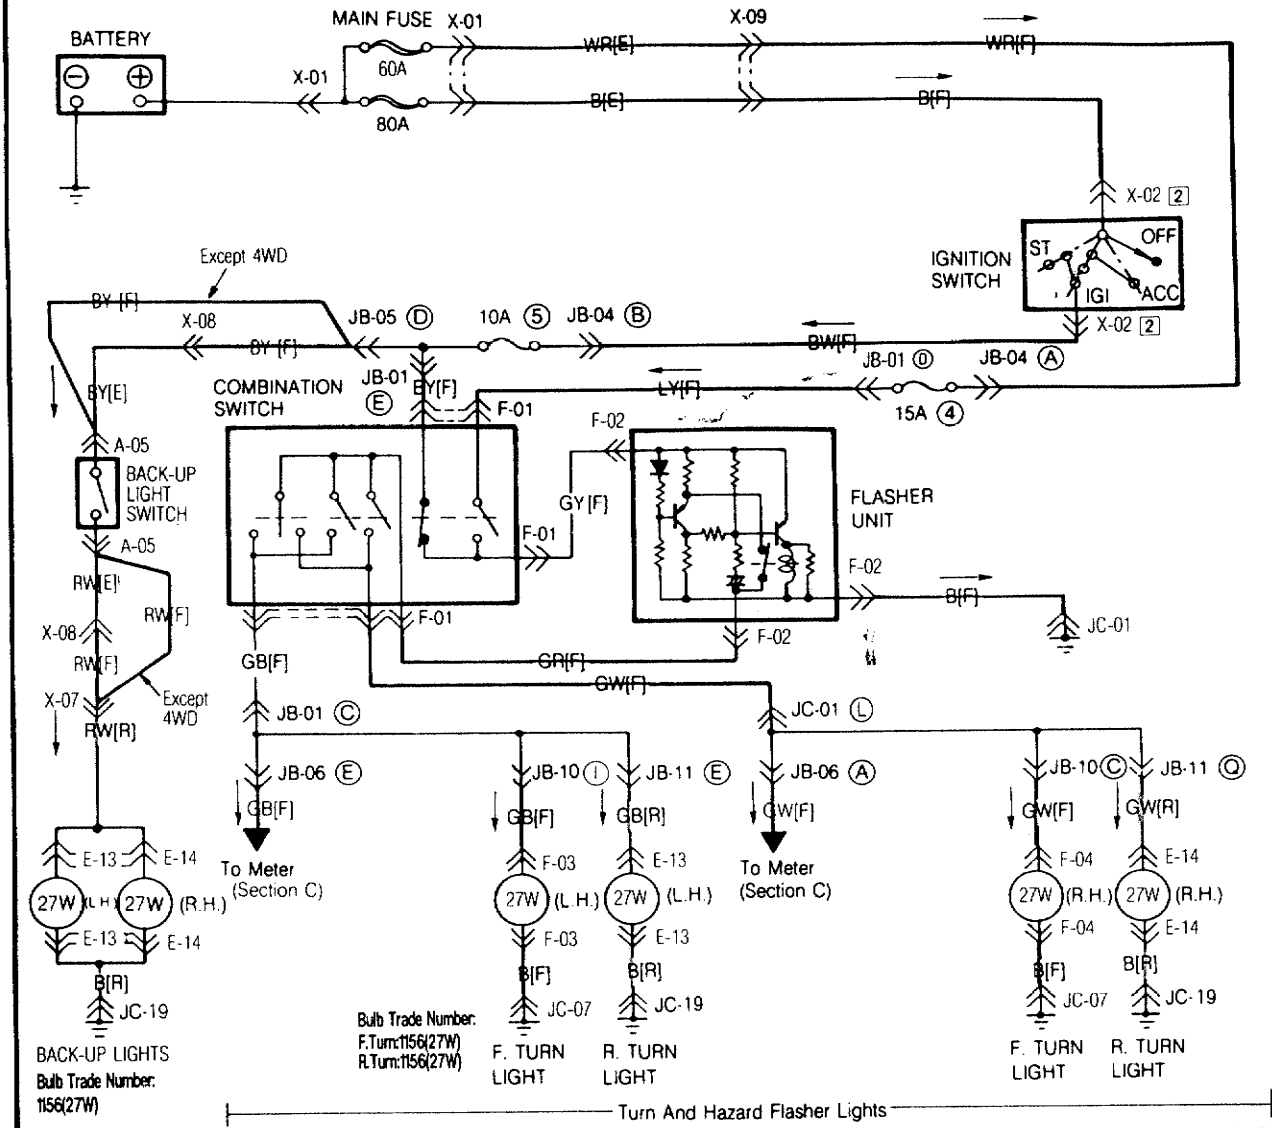 MAIN FUSE
X-01
X-09
BATTERY
WR[E]
WR[F]
60A
X-01
B[E]
B[F]
80A
X-02 2
ST
OFF
IGNITION
SWITCH
IGI
ACC
X-02 2
Except 4WD
BY [F]
X-08
JB-05 D
10A 5
JB-04 B
BW[F]
BY [F]
JB-01 0
JB-04 A
BY[E]
COMBINATION
SWITCH
JB-01
E
BY[F]
LY[F]
F-01
15A 4
F-02
A-05
BACK-UP
LIGHT
SWITCH
GY[F]
FLASHER
UNIT
A-05
F-01
RW[E]
F-02
B[F]
RW[F]
X-08
F-01
F-02
JC-01
RW[F]
GB[F]
GR[F]
GW[F]
X-07
Except
4WD
RW[R]
JB-01 C
JC-01 L
JB-06 E
JB-10 I
JB-11 E
JB-06 A
JB-10 C
JB-11 Q
GB[F]
GB[F]
GB[R]
GW[F]
GW[F]
GW[R]
E-13
E-14
To Meter
(Section C)
F-03
E-13
To Meter
(Section C)
F-04
E-14
27W (L.H.)
27W (R.H.)
27W (L.H.)
27W (L.H.)
27W (R.H.)
27W (R.H.)
E-13
E-14
F-03
E-13
F-04
E-14
B[R]
B[F]
B[R]
B[F]
B[R]
JC-19
JC-07
JC-19
JC-07
JC-19
BACK-UP LIGHTS
Bulb Trade Number:
1156(27W)
Bulb Trade Number:
F.Turn:1156(27W)
R.Turn:1156(27W)
F. TURN
LIGHT
R. TURN
LIGHT
F. TURN
LIGHT
R. TURN
LIGHT
Turn And Hazard Flasher Lights